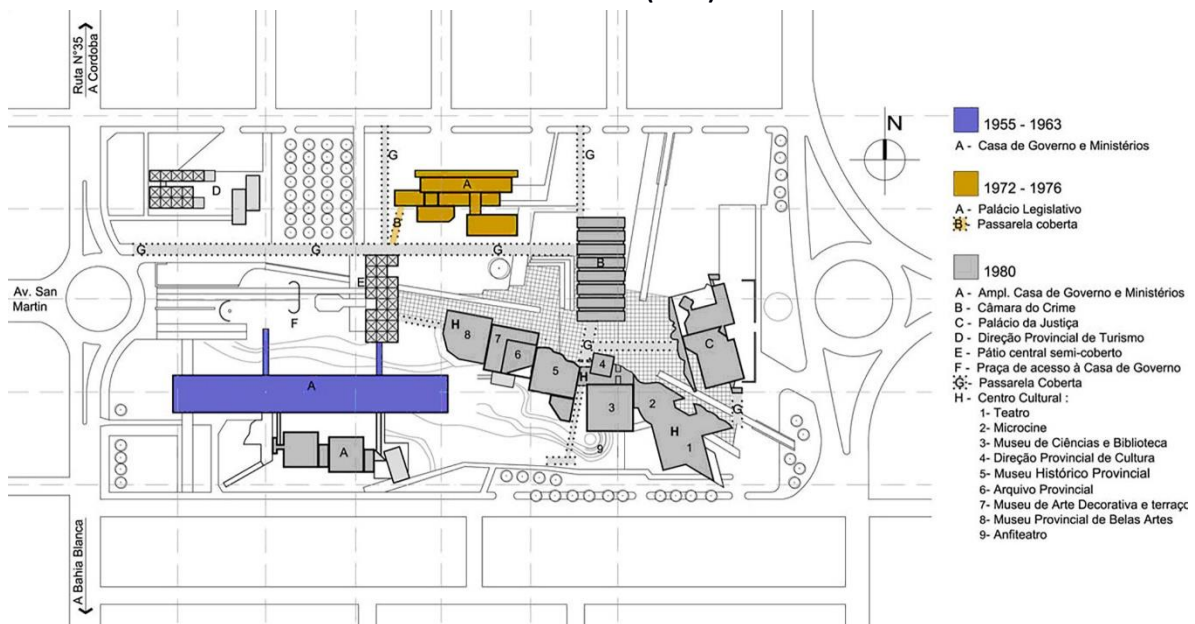 Ruta N°35
A Cordoba
N
1955 - 1963
A - Casa de Governo e Ministérios
1972 - 1976
A - Palácio Legislativo
B - Passarela coberta
1980
A - Ampl. Casa de Governo e Ministérios
B - Câmara do Crime
C - Palácio da Justiça
D - Direção Provincial de Turismo
E - Pátio central semi-coberto
F - Praça de acesso à Casa de Governo
G - Passarela Coberta
H - Centro Cultural :
1- Teatro
2- Microcine
3- Museu de Ciências e Biblioteca
4- Direção Provincial de Cultura
5- Museu Histórico Provincial
6- Arquivo Provincial
7- Museu de Arte Decorativa e terraço
8- Museu Provincial de Belas Artes
9- Anfiteatro
G
G
A
D
B
G
G
G
B
E
Av. San
Martin
F
H
8
7
6
5
G
4
H
C
A
3
2
G
H
1
A
9
A Bahia Blanca